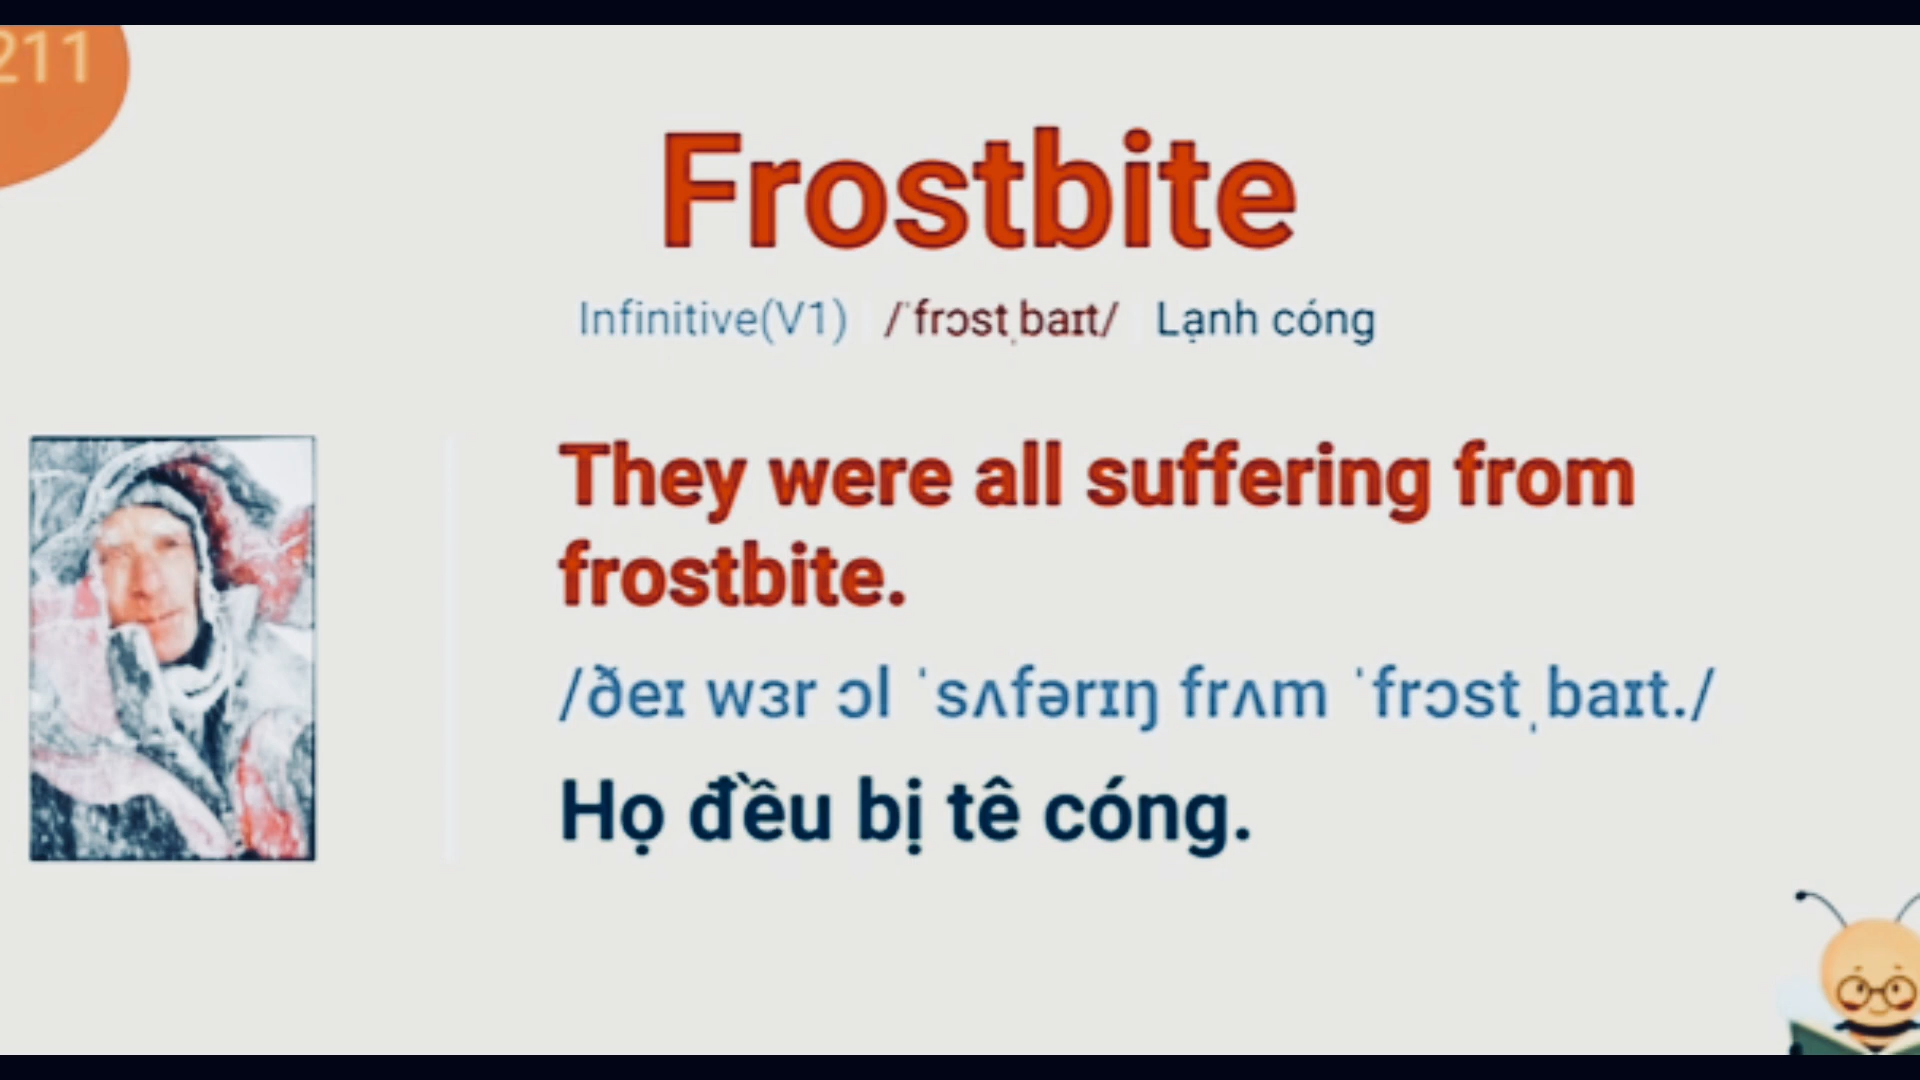 211
Frostbite
Infinitive(V1) /ˈfrɔstˌbaɪt/ Lạnh cóng
They were all suffering from
frostbite.
/ðeɪ wɜr ɔl ˈsʌfərɪŋ frʌm ˈfrɔstˌbaɪt./
Họ đều bị tê cóng.